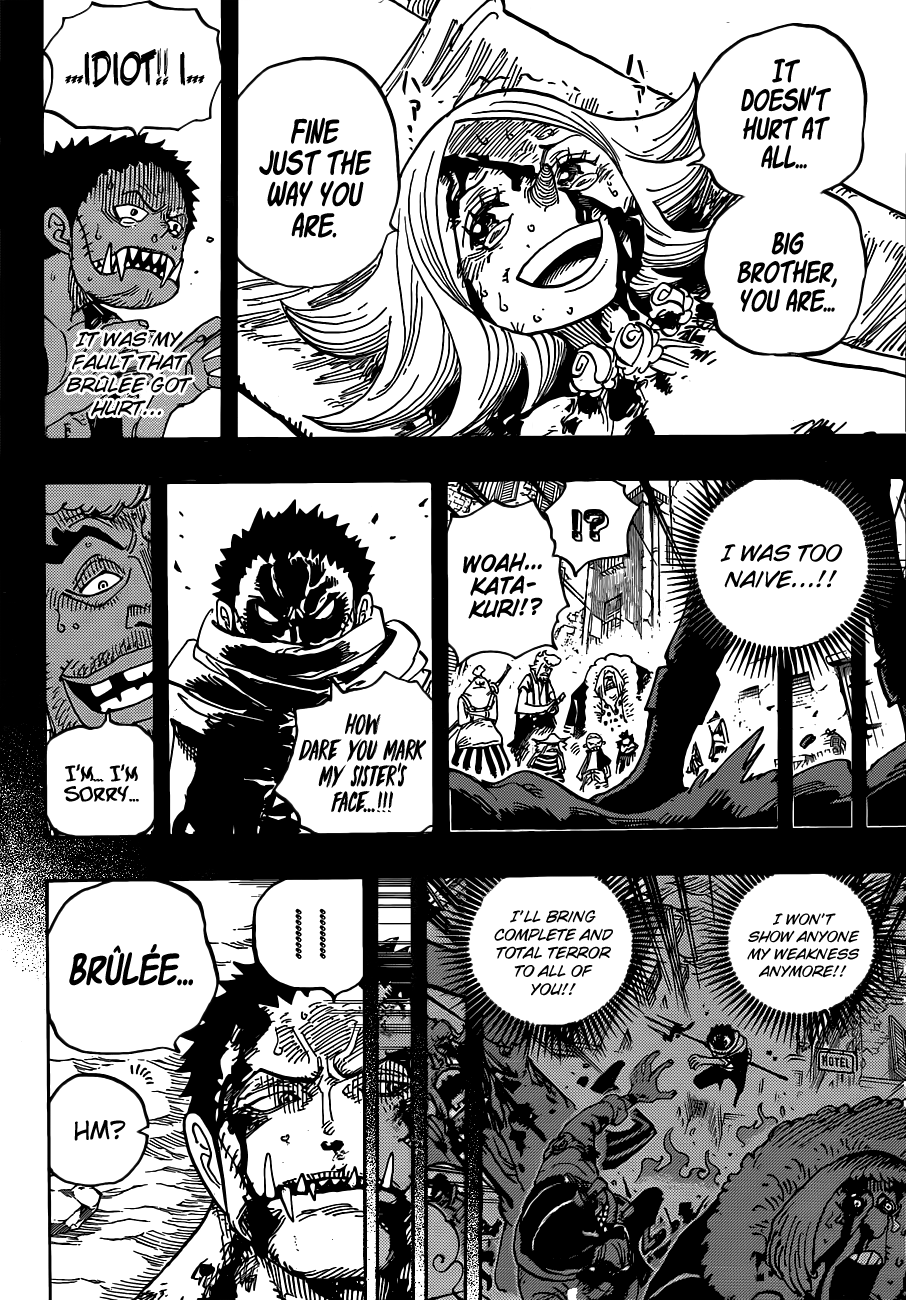 IT
DOESN'T
HURT AT
ALL...
BIG
BROTHER,
YOU ARE...
FINE
JUST THE
WAY YOU
ARE.
...IDIOT!! I...
IT WAS MY
FAULT THAT
BRÛLÉE GOT
HURT...
I WAS TOO
NAIVE...!!
!?
WOAH...
KATA-
KURI!?
HOW
DARE YOU MARK
MY SISTER'S
FACE...!!!
I'M... I'M
SORRY...
I WON'T
SHOW ANYONE
MY WEAKNESS
ANYMORE!!
HOTEL
I'LL BRING
COMPLETE AND
TOTAL TERROR
TO ALL OF
YOU!!
..................
BRÛLÉE...
HM?